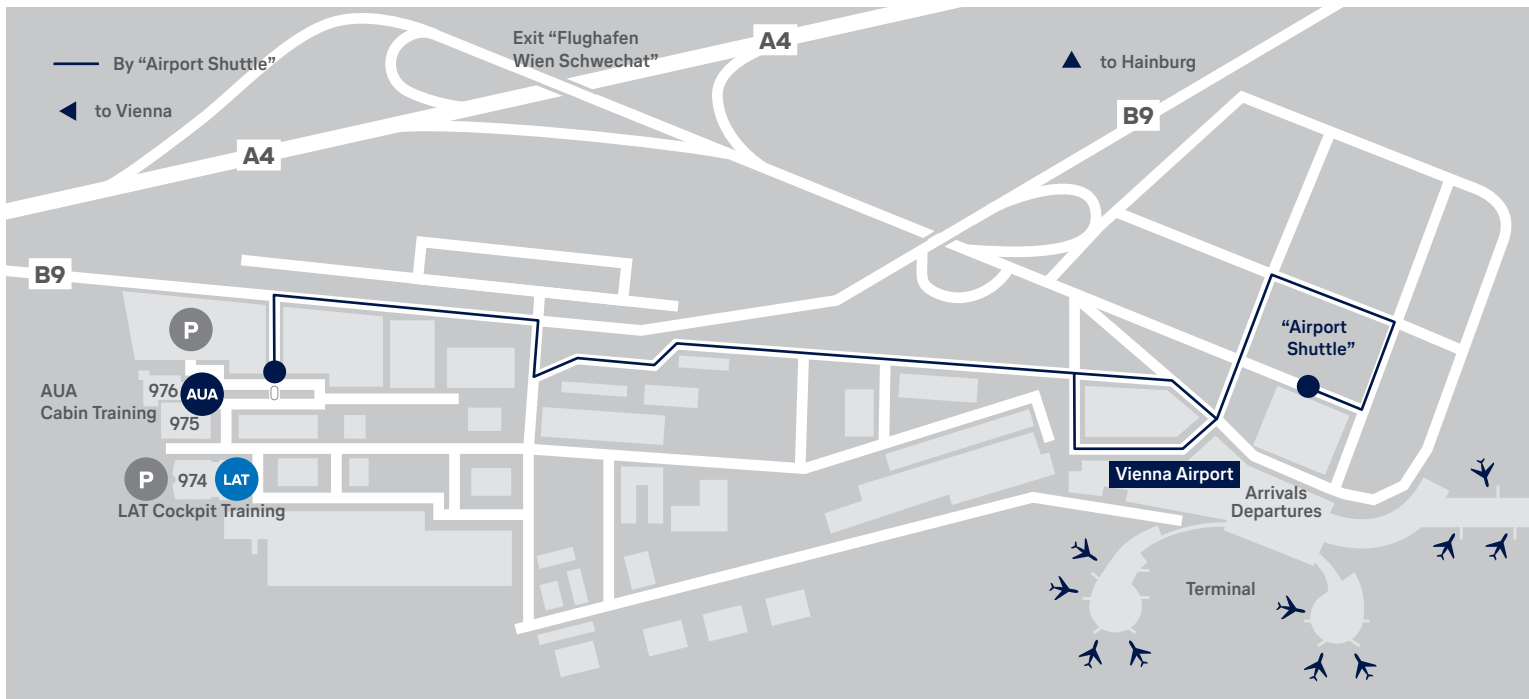 By “Airport Shuttle”
to Vienna
Exit “Flughafen
Wien Schwechat”
A4
A4
to Hainburg
B9
B9
P
“Airport
Shuttle”
AUA
Cabin Training
976
AUA
975
0
P
974
LAT
LAT Cockpit Training
Vienna Airport
Arrivals
Departures
Terminal